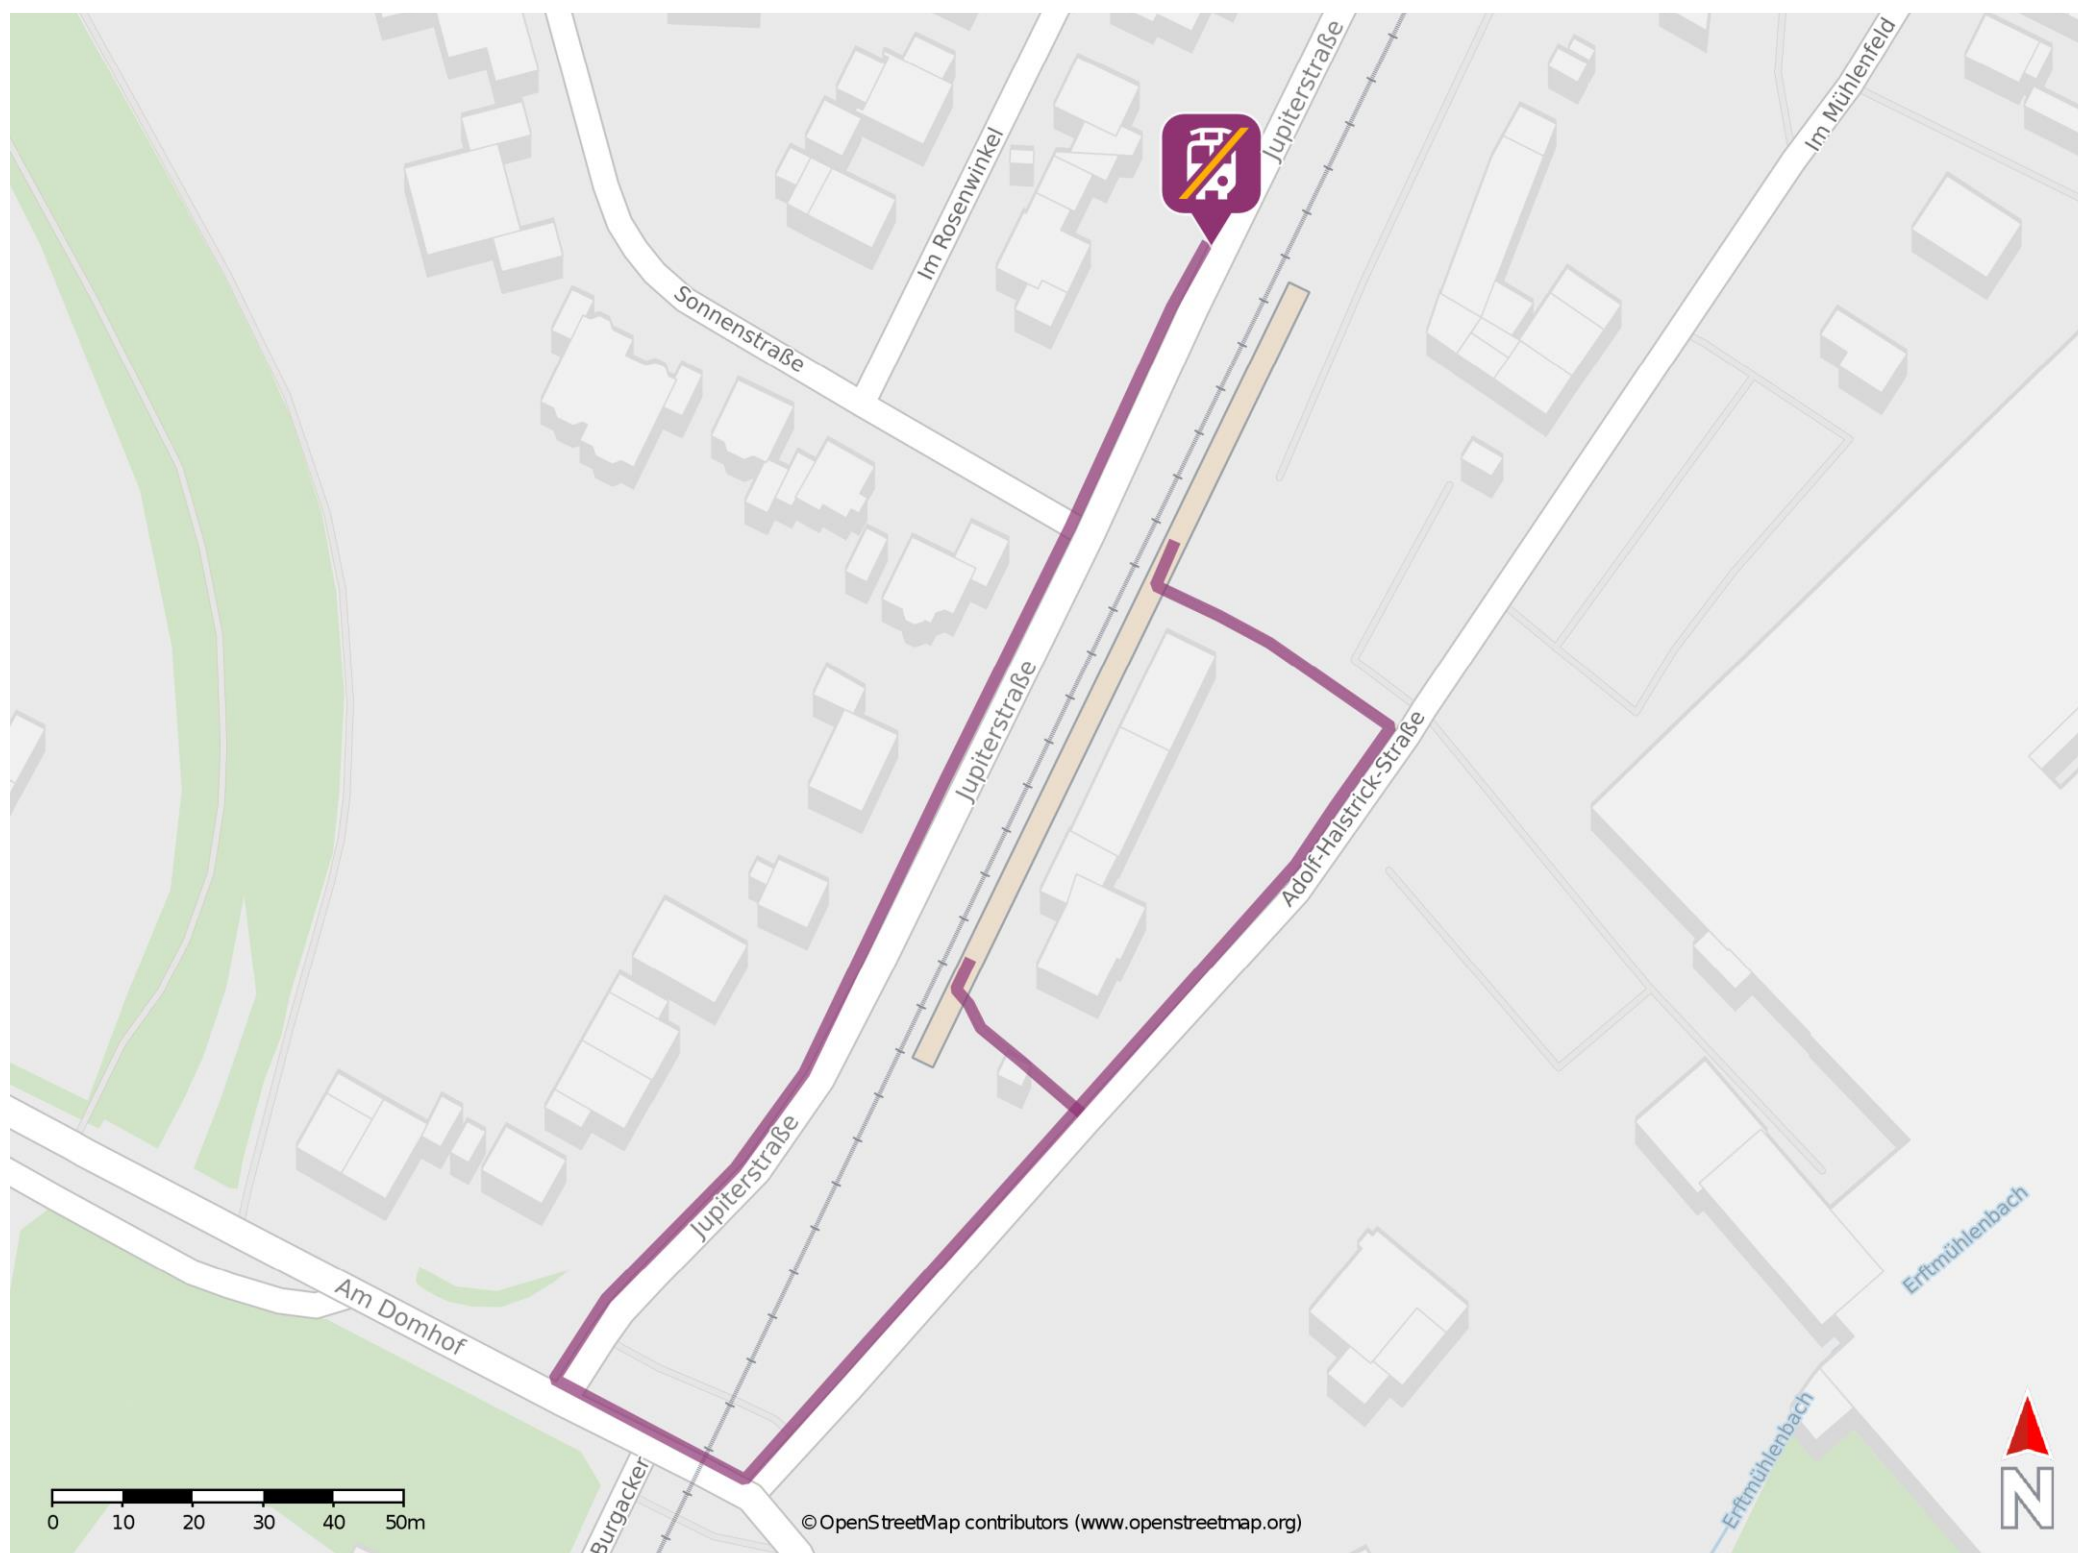 Jupiterstraße
Im Mühlenfeld
Im Rosenwinkel
Sonnenstraße
Jupiterstraße
Adolf-Halstrick-Straße
Jupiterstraße
Am Domhof
Erftmühlenbach
Erftmühlenbach
Burgacker
0 10 20 30 40 50m
© OpenStreetMap contributors (www.openstreetmap.org)
N